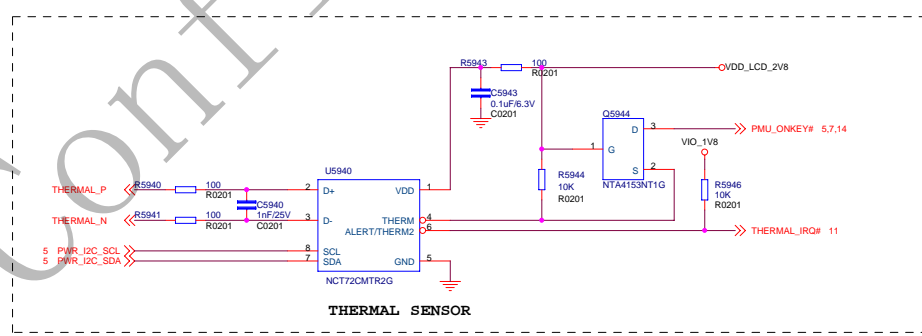 Conf
R5943
100
R0201
VDD_LCD_2V8
C5943
0.1uF/6.3V
C0201
Q5944
D
3
PMU_ONKEY# 5,7,14
1
G
VIO_1V8
S
2
NTA4153NT1G
U5940
R5944
10K
R0201
R5946
10K
R0201
THERMAL_P
R5940
100
R0201
2
D+
VDD
1
C5940
1nF/25V
C0201
THERMAL_N
R5941
100
R0201
3
D-
THERM
4
ALERT/THERM2
6
THERMAL_IRQ# 11
5 PWR_I2C_SCL
8
SCL
5 PWR_I2C_SDA
7
SDA
GND
5
NCT72CMTR2G
THERMAL SENSOR